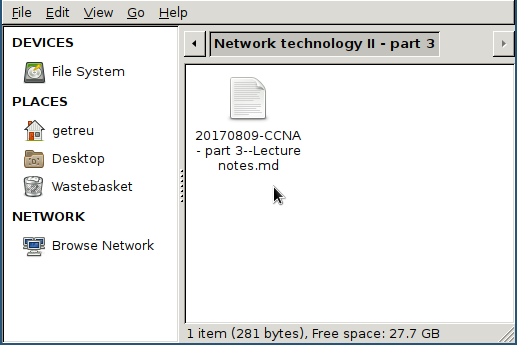 File Edit View Go Help
DEVICES
File System
PLACES
getreu
Desktop
Wastebasket
NETWORK
Browse Network
Network technology II - part 3
20170809-CCNA
- part 3--Lecture
notes.md
1 item (281 bytes), Free space: 27.7 GB